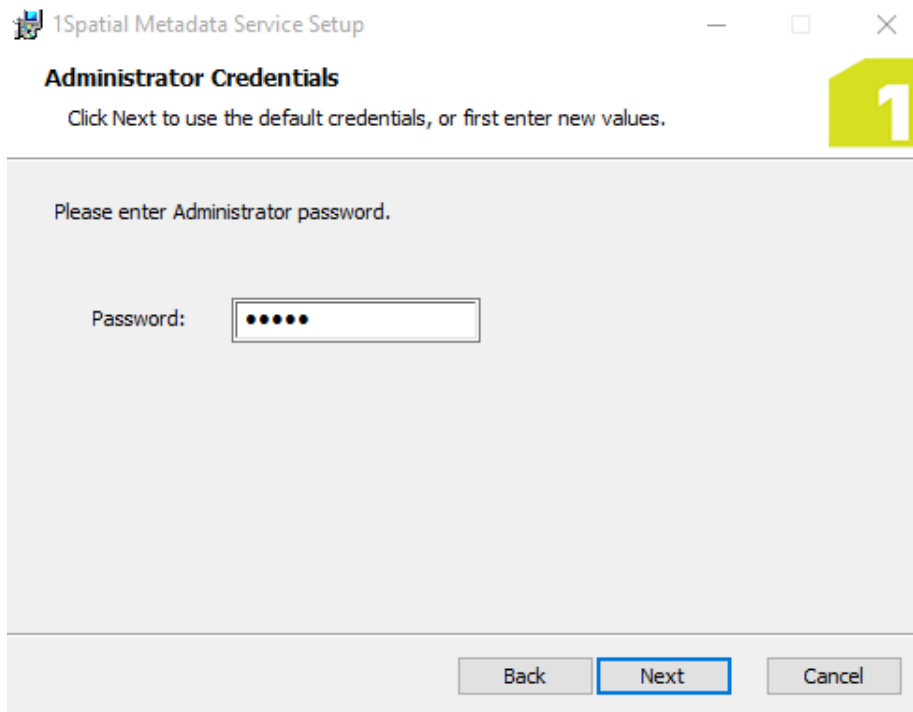 1Spatial Metadata Service Setup
Administrator Credentials
Click Next to use the default credentials, or first enter new values.
1
Please enter Administrator password.
Password: •••••
Back Next Cancel